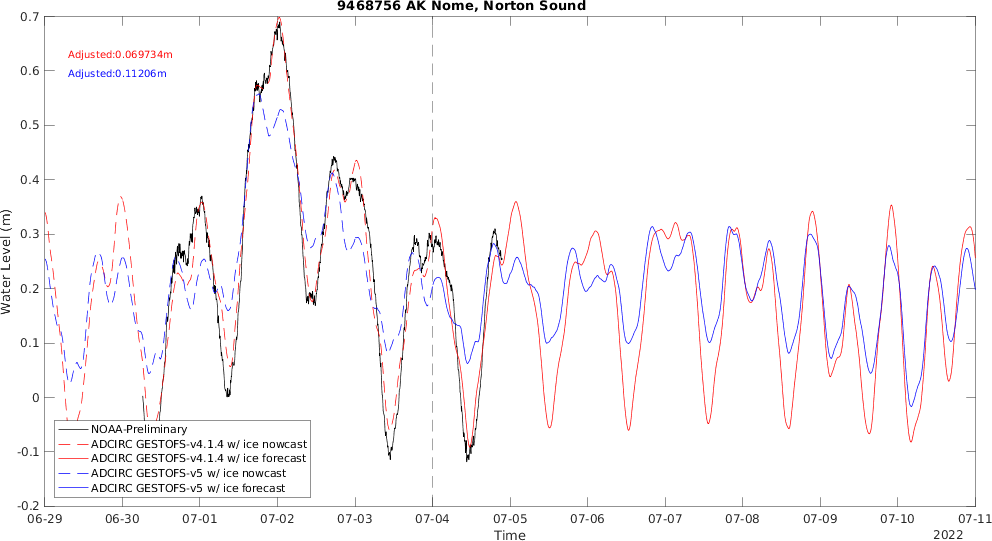 9468756 AK Nome, Norton Sound
Adjusted:0.069734m
Adjusted:0.11206m
Water Level (m)
0.7
0.6
0.5
0.4
0.3
0.2
0.1
0
-0.1
-0.2
NOAA-Preliminary
ADCIRC GESTOFS-v4.1.4 w/ ice nowcast
ADCIRC GESTOFS-v4.1.4 w/ ice forecast
ADCIRC GESTOFS-v5 w/ ice nowcast
ADCIRC GESTOFS-v5 w/ ice forecast
06-29 06-30 07-01 07-02 07-03 07-04 07-05 07-06 07-07 07-08 07-09 07-10 07-11
Time
2022